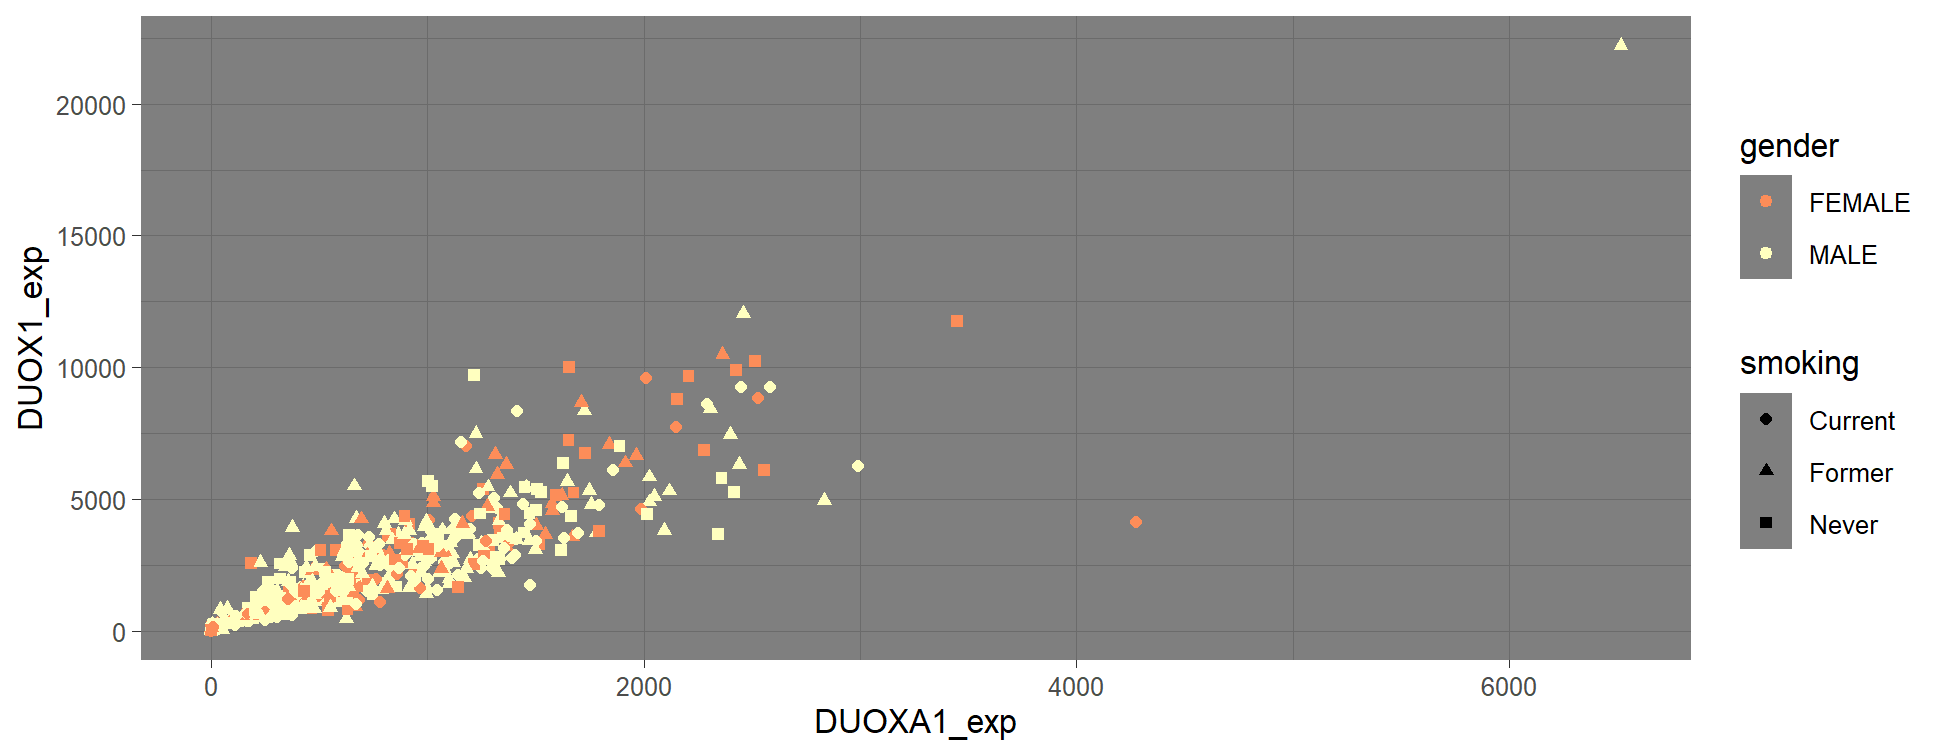 DUOX1_exp
20000
15000
10000
5000
0
0 2000 4000 6000
DUOXA1_exp
gender
FEMALE
MALE
smoking
Current
Former
Never